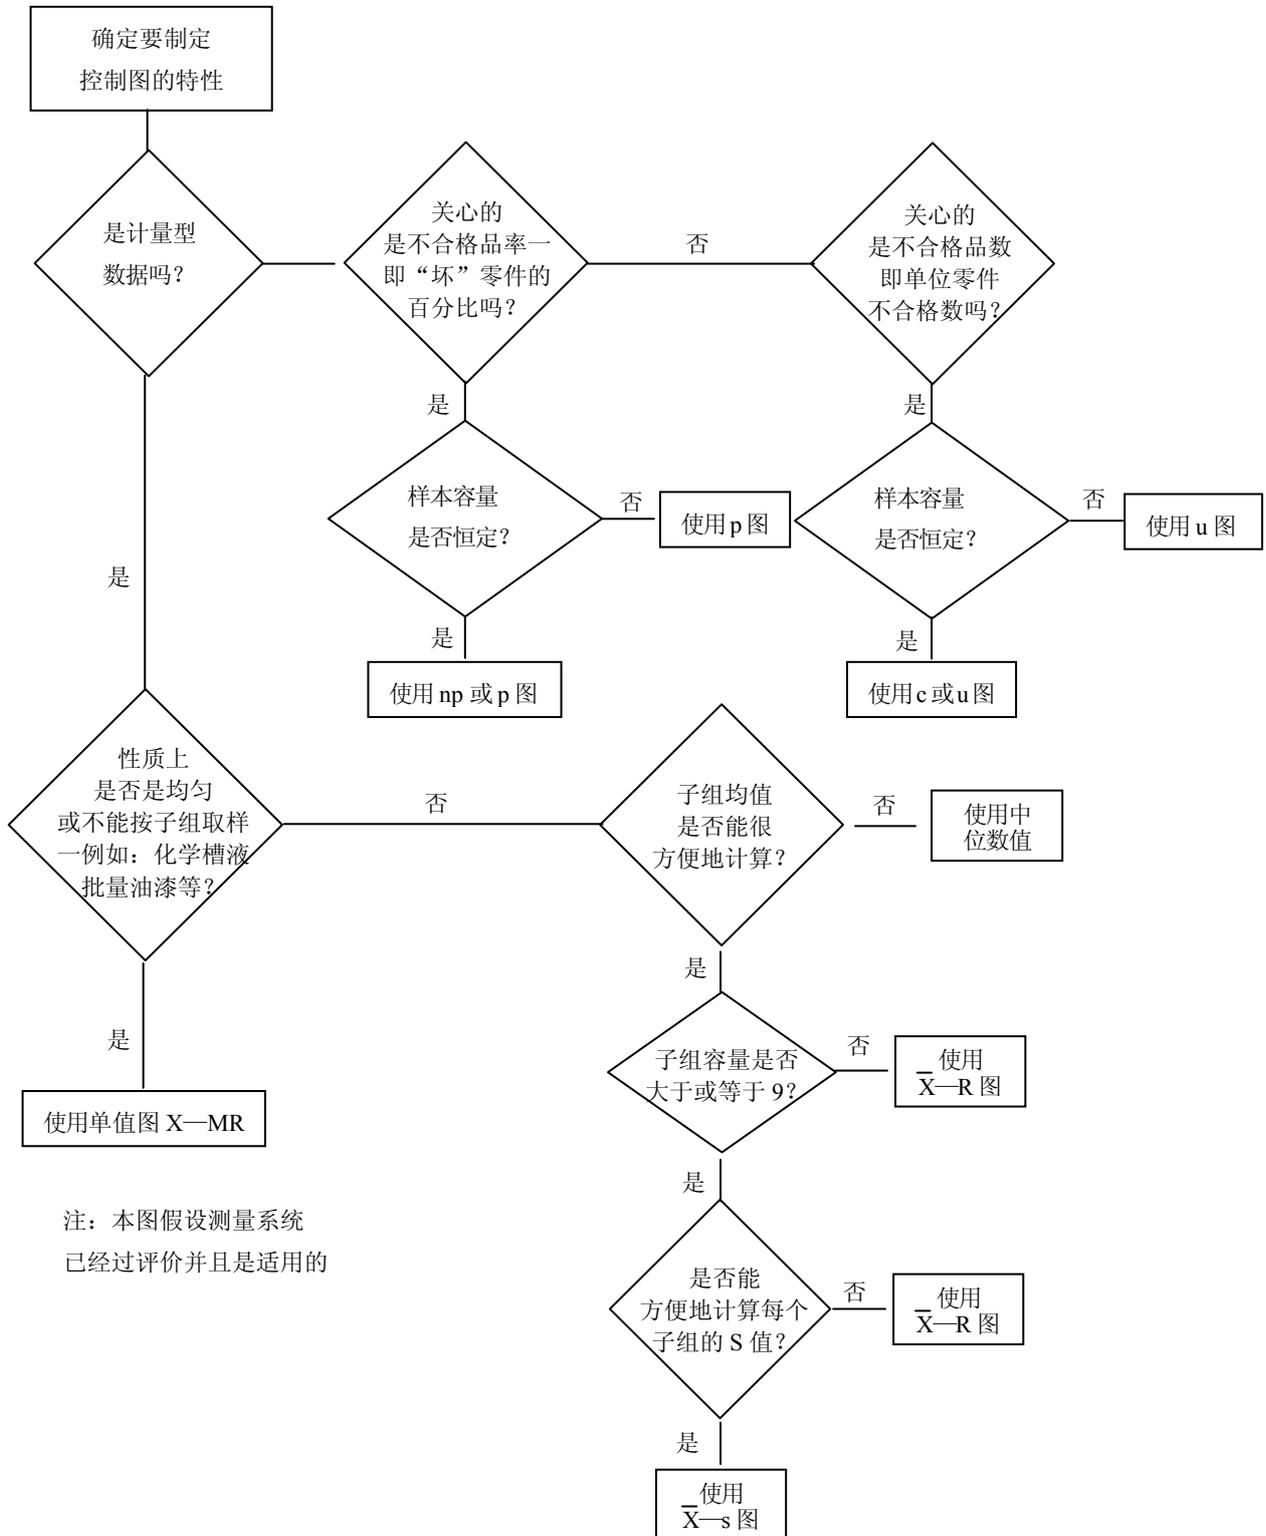 确定要制定
控制图的特性
是计量型
数据吗？
关心的
是不合格品率一
即“坏”零件的
百分比吗？
否
关心的
是不合格品数
即单位零件
不合格数吗？
是
是
样本容量
是否恒定？
否
使用p图
样本容量
是否恒定？
否
使用 u 图
是
是
是
使用np 或p 图
使用c或u图
性质上
是否是均匀
或不能按子组取样
一例如：化学槽液
批量油漆等？
否
子组均值
是否能很
方便地计算？
否
使用中
位数值
是
是
子组容量是否
大于或等于 9？
否
使用
X̅—R 图
使用单值图 X—MR
是
注：本图假设测量系统
已经过评价并且是适用的
是否能
方便地计算每个
子组的 S 值？
否
使用
X̅—R 图
是
使用
X̅—s 图